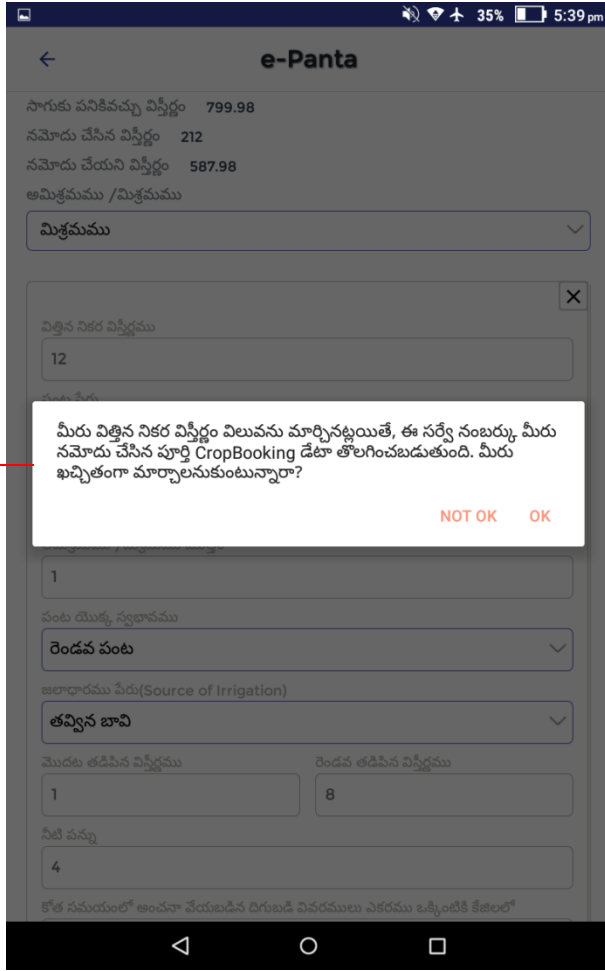 35% 5:39 pm
e-Panta
సాగుకు పనికివచ్చు విస్తీర్ణం 799.98
నమోదు చేసిన విస్తీర్ణం 212
నమోదు చేయని విస్తీర్ణం 587.98
అమిశ్రమము /మిశ్రమము
మిశ్రమము
విత్తిన నికర విస్తీర్ణము
12
పంట పేరు
మీరు విత్తిన నికర విస్తీర్ణం విలువను మార్చినట్లయితే, ఈ సర్వే నంబర్కు మీరు
నమోదు చేసిన పూర్తి CropBooking డేటా తొలగించబడుతుంది. మీరు
ఖచ్చితంగా మార్చాలనుకుంటున్నారా?
NOT OK OK
1
పంట యొక్క స్వభావము
రెండవ పంట
జలాధారము పేరు(Source of Irrigation)
తవ్విన బావి
మొదట తడిపిన విస్తీర్ణము రెండవ తడిపిన విస్తీర్ణము
1 8
నీటి పన్ను
4
కోత సమయంలో అంచనా వేయబడిన దిగుబడి వివరములు ఎకరము ఒక్కింటికి కేజిలలో